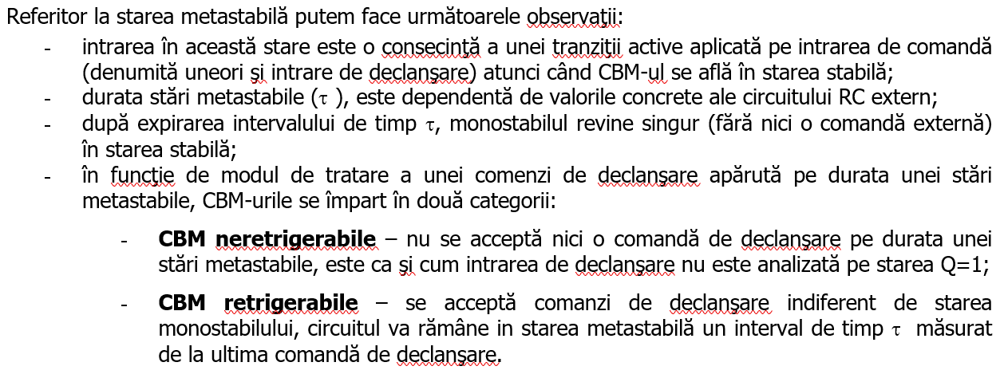 Referitor la starea metastabilă putem face următoarele observaţii:
- intrarea în această stare este o consecinţă a unei tranziţii active aplicată pe intrarea de comandă
(denumită uneori şi intrare de declanşare) atunci când CBM-ul se află în starea stabilă;
- durata stări metastabile (τ ), este dependentă de valorile concrete ale circuitului RC extern;
- după expirarea intervalului de timp τ, monostabilul revine singur (fără nici o comandă externă)
în starea stabilă;
- în funcţie de modul de tratare a unei comenzi de declanşare apărută pe durata unei stări
metastabile, CBM-urile se împart în două categorii:
- CBM neretrigerabile – nu se acceptă nici o comandă de declanşare pe durata unei
stări metastabile, este ca şi cum intrarea de declanşare nu este analizată pe starea Q=1;
- CBM retrigerabile – se acceptă comanzi de declanşare indiferent de starea
monostabilului, circuitul va rămâne in starea metastabilă un interval de timp τ măsurat
de la ultima comandă de declanşare.